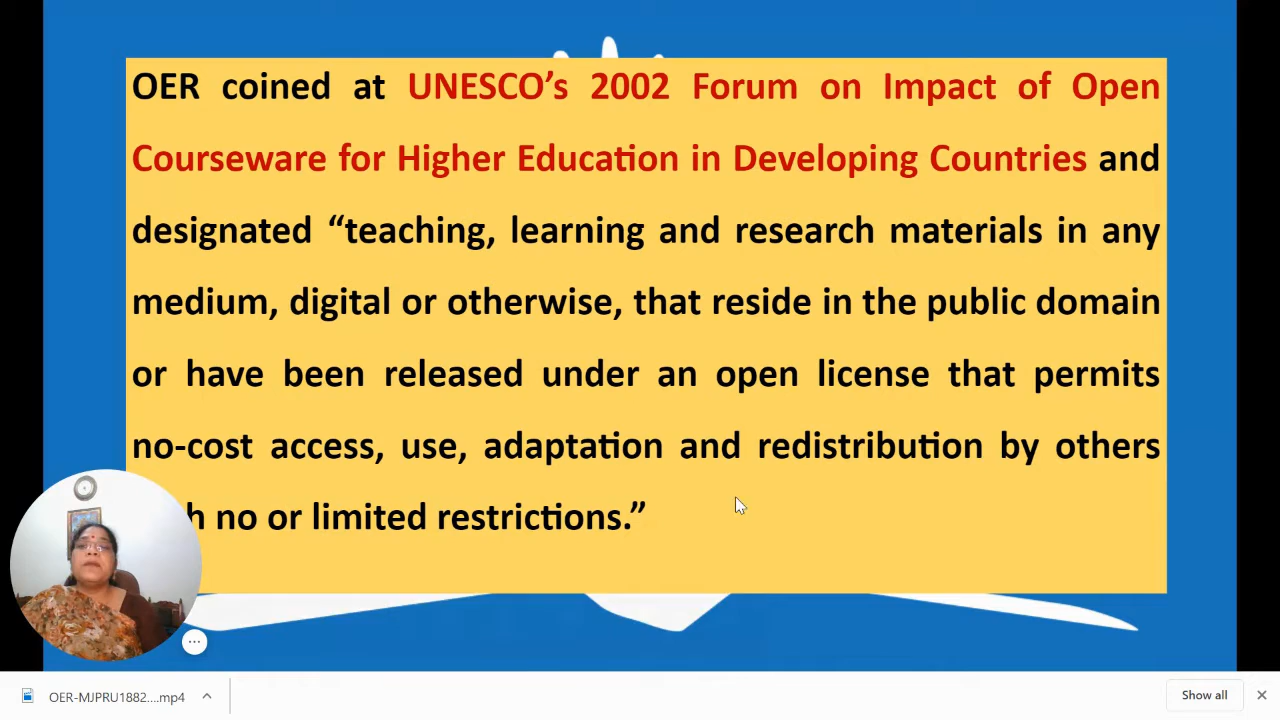 OER coined at UNESCO’s 2002 Forum on Impact of Open
Courseware for Higher Education in Developing Countries and
designated “teaching, learning and research materials in any
medium, digital or otherwise, that reside in the public domain
or have been released under an open license that permits
no-cost access, use, adaptation and redistribution by others
no or limited restrictions.”
OER-MJPRU1882....mp4
Show all